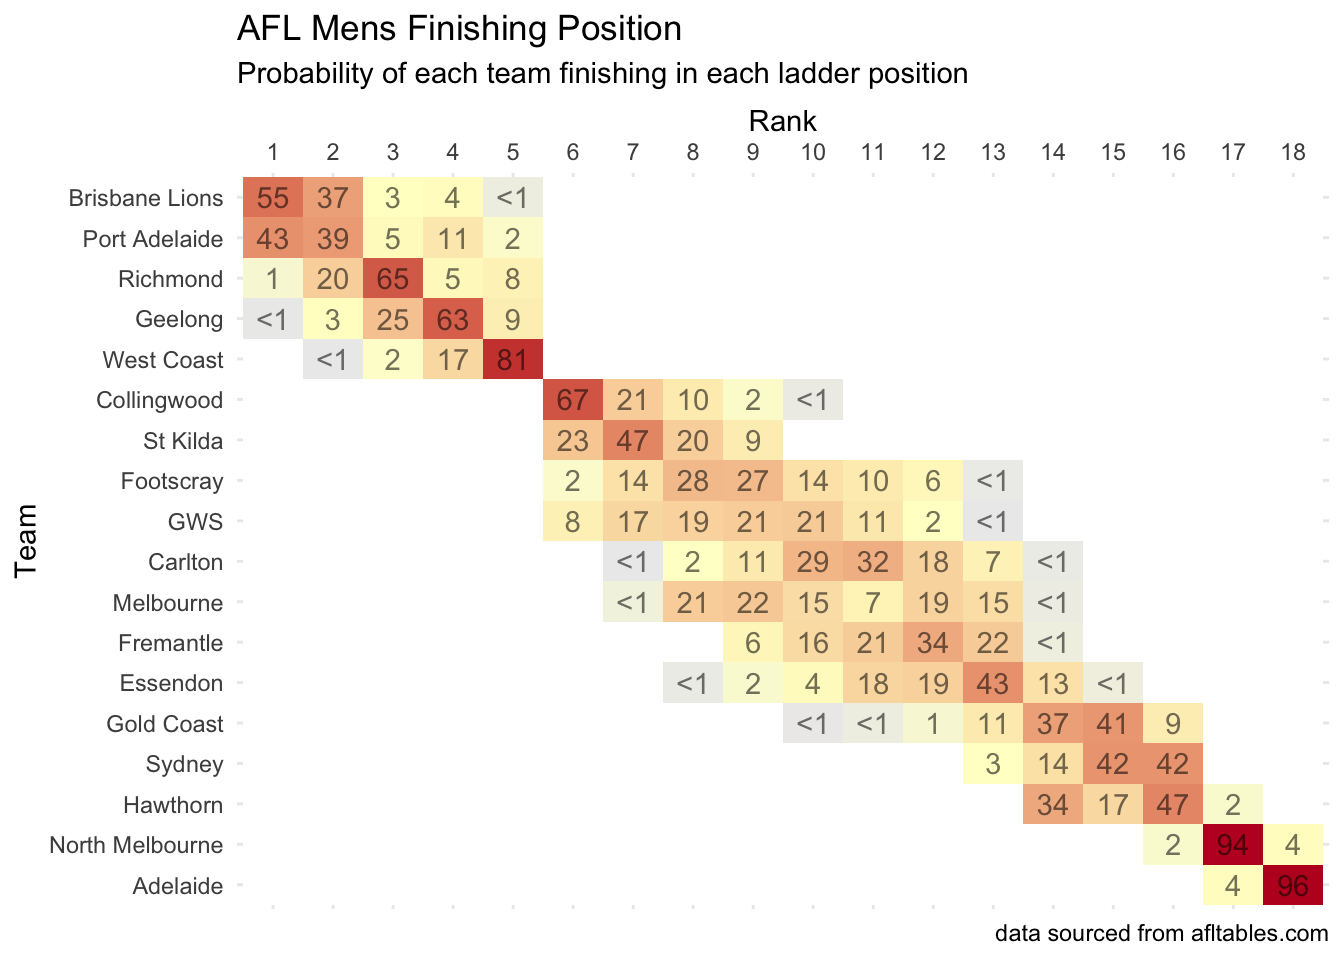 AFL Mens Finishing Position
Probability of each team finishing in each ladder position
Rank
1 2 3 4 5 6 7 8 9 10 11 12 13 14 15 16 17 18
Team
Brisbane Lions 55 37 3 4 <1
Port Adelaide 43 39 5 11 2
Richmond 1 20 65 5 8
Geelong <1 3 25 63 9
West Coast <1 2 17 81
Collingwood 67 21 10 2 <1
St Kilda 23 47 20 9
Footscray 2 14 28 27 14 10 6 <1
GWS 8 17 19 21 21 11 2 <1
Carlton <1 2 11 29 32 18 7 <1
Melbourne <1 21 22 15 7 19 15 <1
Fremantle 6 16 21 34 22 <1
Essendon <1 2 4 18 19 43 13 <1
Gold Coast <1 <1 1 11 37 41 9
Sydney 3 14 42 42
Hawthorn 34 17 47 2
North Melbourne 2 94 4
Adelaide 4 96
data sourced from afltables.com